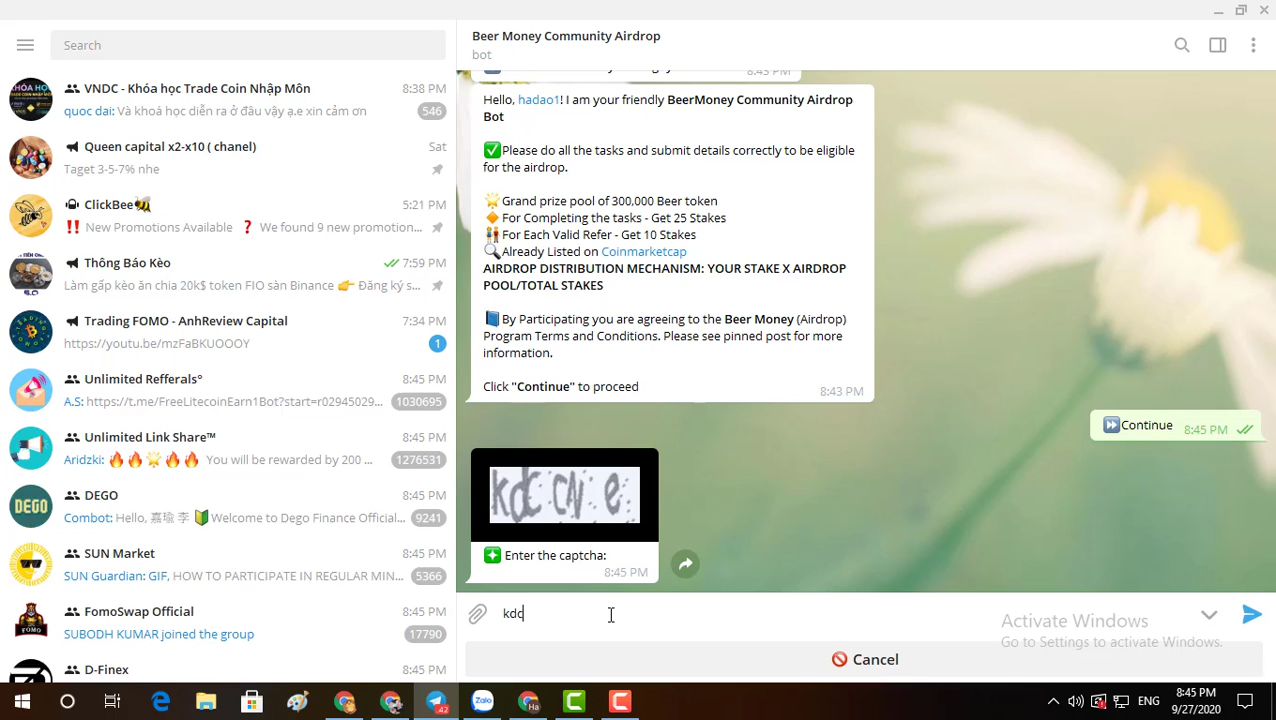 Search
VNDC - Khóa học Trade Coin Nhập Môn 8:38 PM
quoc dai: Và khoá học diễn ra ở đâu vậy ạ.e xin cảm ơn 546
Queen capital x2-x10 ( chanel) Sat
Taget 3-5-7% nhe
ClickBee 5:21 PM
!! New Promotions Available ? We found 9 new promotion...
Thông Báo Kèo 7:59 PM
Làm gấp kèo ăn chia 20k$ token FIO sàn Binance Đăng ký s...
Trading FOMO - AnhReview Capital 7:34 PM
https://youtu.be/mzFaBKUOOOY 1
Unlimited Refferals° 8:45 PM
A.S: https://t.me/FreeLitecoinEarn1Bot?start=r02945029... 1030695
Unlimited Link Share™ 8:45 PM
Aridzki: You will be rewarded by 200 ... 1276531
DEGO 8:45 PM
Combot: Hello, 嘉瑜 李 Welcome to Dego Finance Official... 9241
SUN Market 8:45 PM
SUN Guardian: GIF, HOW TO PARTICIPATE IN REGULAR MIN... 5366
FomoSwap Official 8:45 PM
SUBODH KUMAR joined the group 17790
D-Finex 8:45 PM
Beer Money Community Airdrop
bot
8:43 PM
Hello, hadao1! I am your friendly BeerMoney Community Airdrop
Bot
Please do all the tasks and submit details correctly to be eligible
for the airdrop.
Grand prize pool of 300,000 Beer token
For Completing the tasks - Get 25 Stakes
For Each Valid Refer - Get 10 Stakes
Already Listed on Coinmarketcap
AIRDROP DISTRIBUTION MECHANISM: YOUR STAKE X AIRDROP
POOL/TOTAL STAKES
By Participating you are agreeing to the Beer Money (Airdrop)
Program Terms and Conditions. Please see pinned post for more
information.
Click "Continue" to proceed
8:43 PM
Continue 8:45 PM
kdc CN e
Enter the captcha:
8:45 PM
kdc
Activate Windows
Go to Settings to activate Windows.
Cancel
42
Zalo
Ha
ENG
8:45 PM
9/27/2020